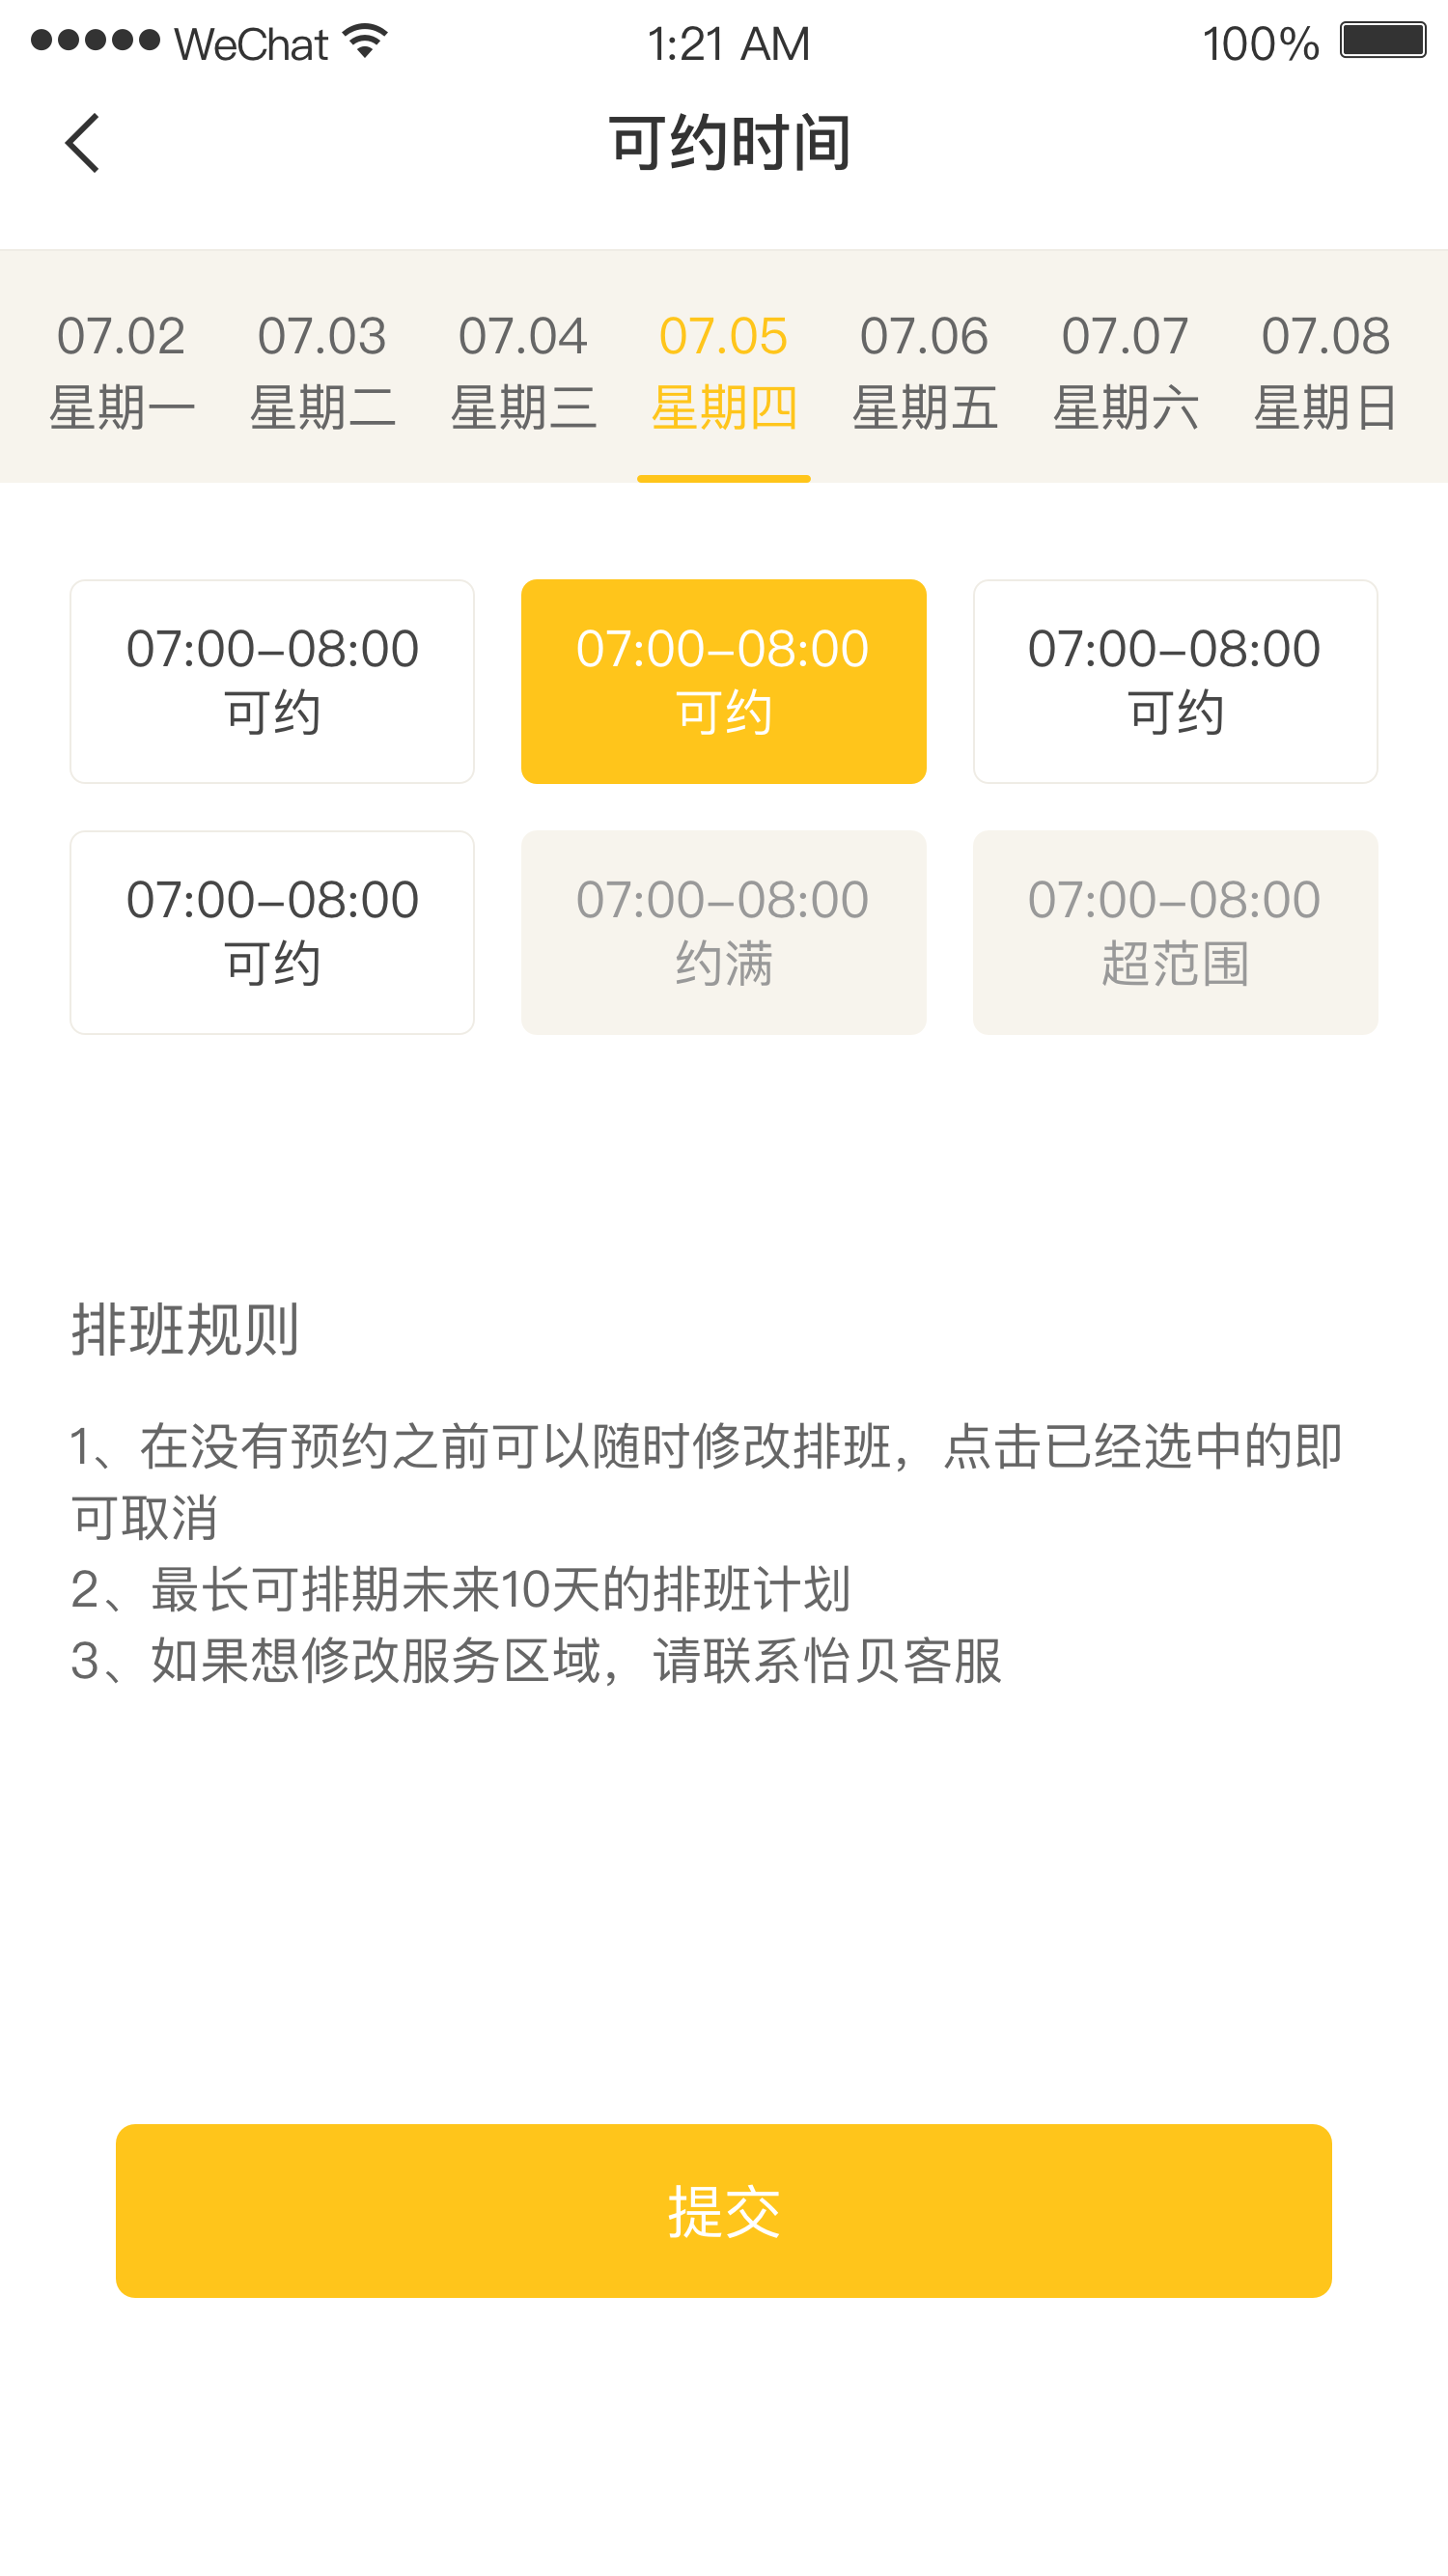 WeChat 1:21 AM 100%
可约时间
07.02 07.03 07.04 07.05 07.06 07.07 07.08
星期一 星期二 星期三 星期四 星期五 星期六 星期日
07:00-08:00 07:00-08:00 07:00-08:00
可约 可约 可约
07:00-08:00 07:00-08:00 07:00-08:00
可约 约满 超范围
排班规则
1、在没有预约之前可以随时修改排班，点击已经选中的即
可取消
2、最长可排期未来10天的排班计划
3、如果想修改服务区域，请联系怡贝客服
提交